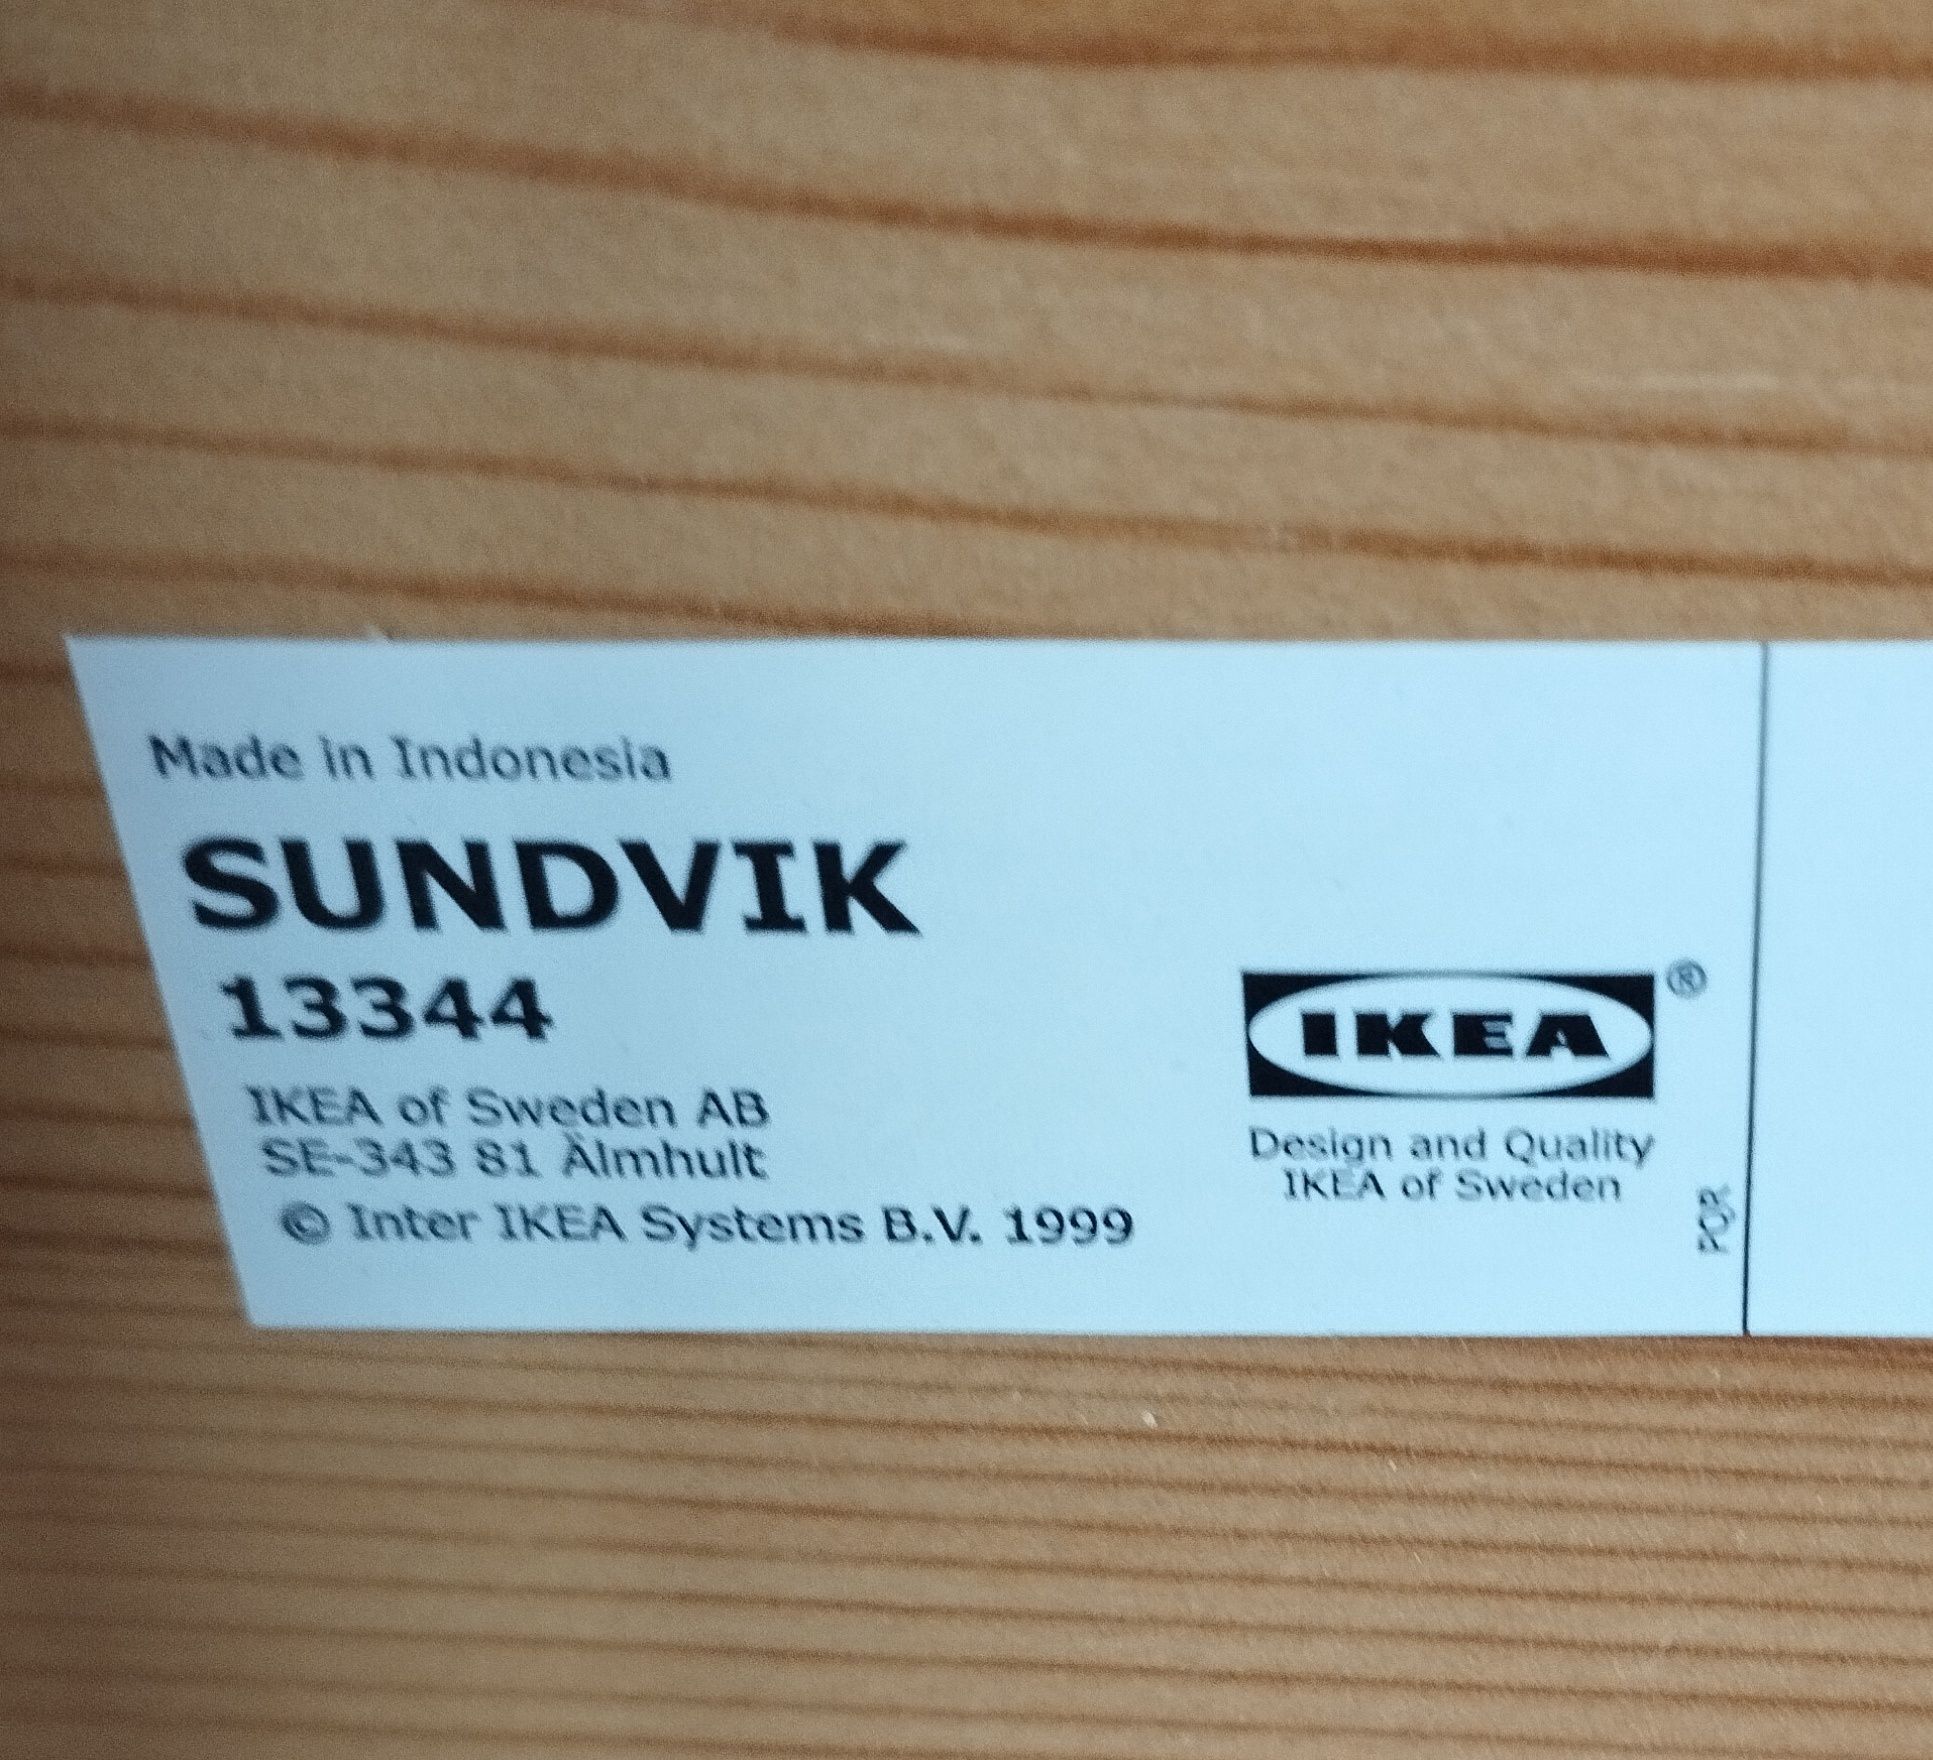 Made in Indonesia
SUNDVIK
13344
IKEA of Sweden AB
SE-343 81 Älmhult
© Inter IKEA Systems B.V. 1999
IKEA®
Design and Quality
IKEA of Sweden
PQR